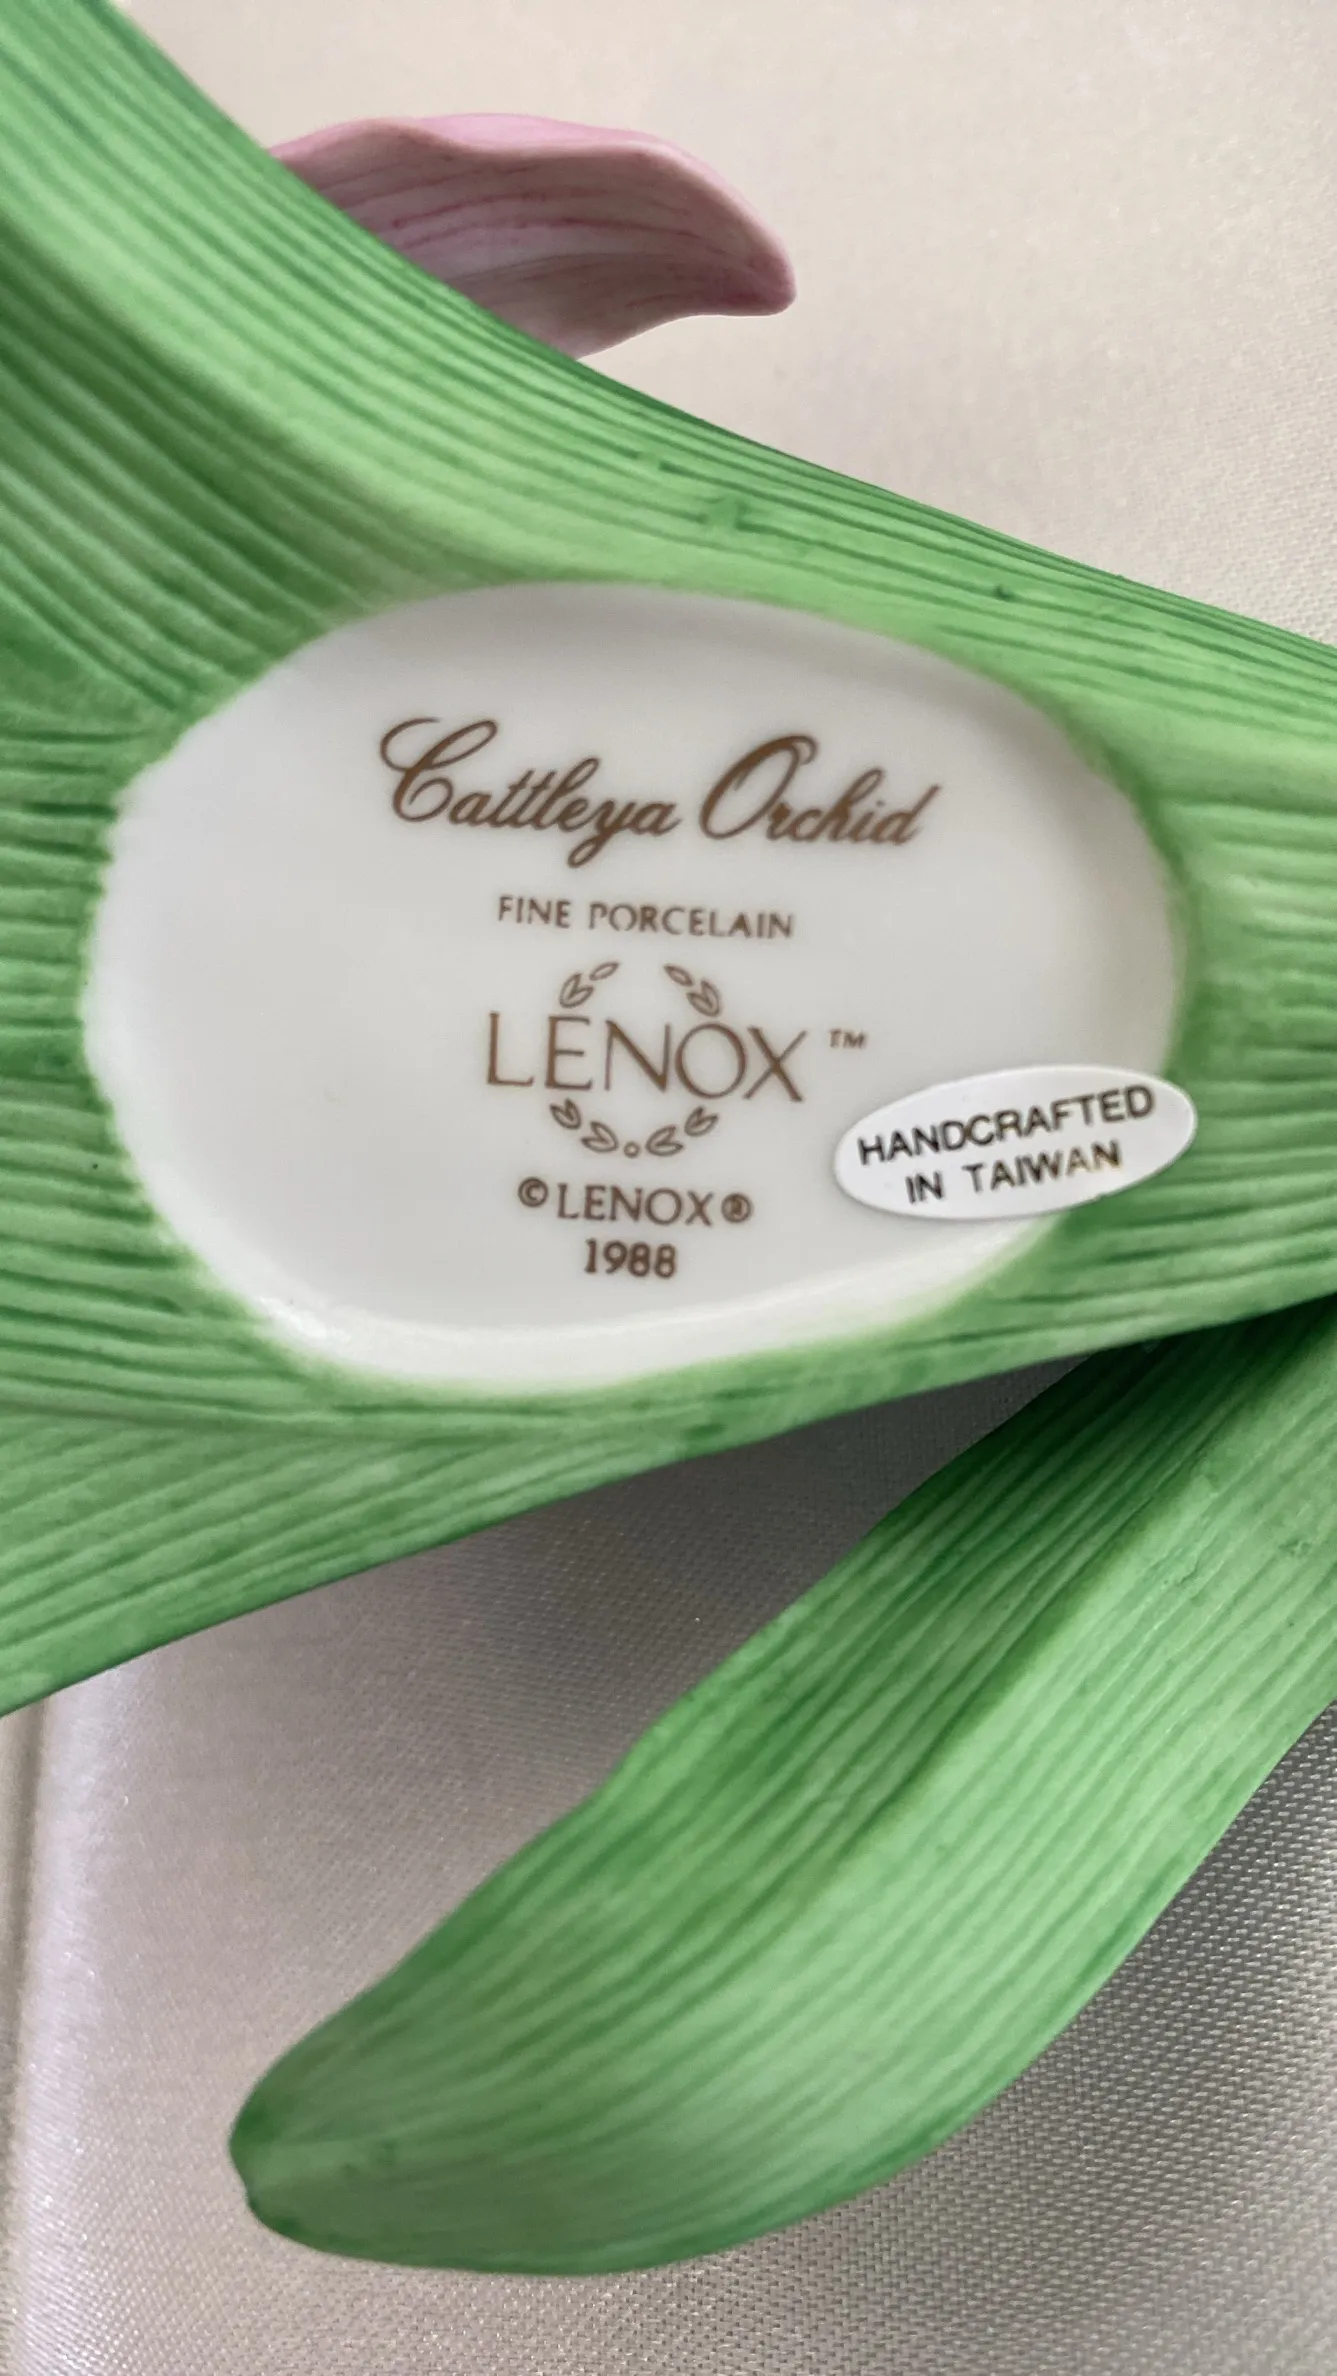 Cattleya Orchid
FINE PORCELAIN
LENOX™
©LENOX®
1988
HANDCRAFTED
IN TAIWAN